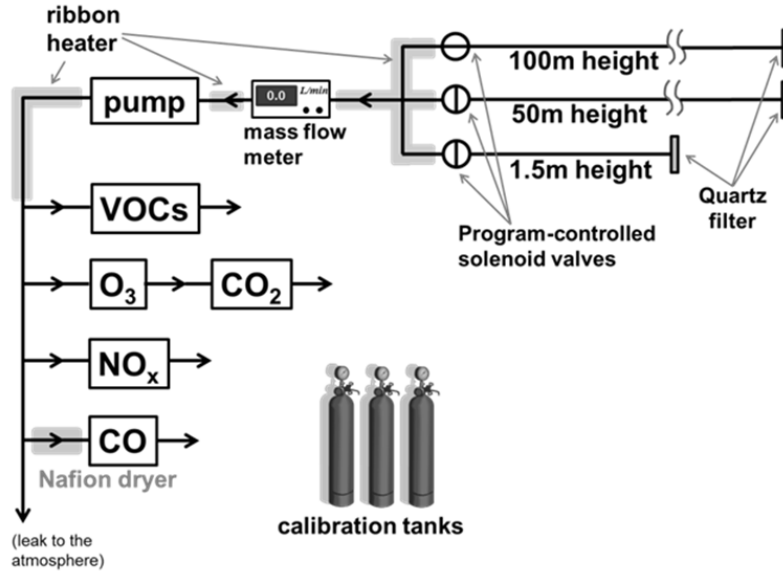 ribbon
heater
100m height
pump
0.0 L/min
50m height
mass flow
meter
1.5m height
VOCs
Quartz
filter
Program-controlled
solenoid valves
O₃
CO₂
NOₓ
CO
Nafion dryer
calibration tanks
(leak to the
atmosphere)